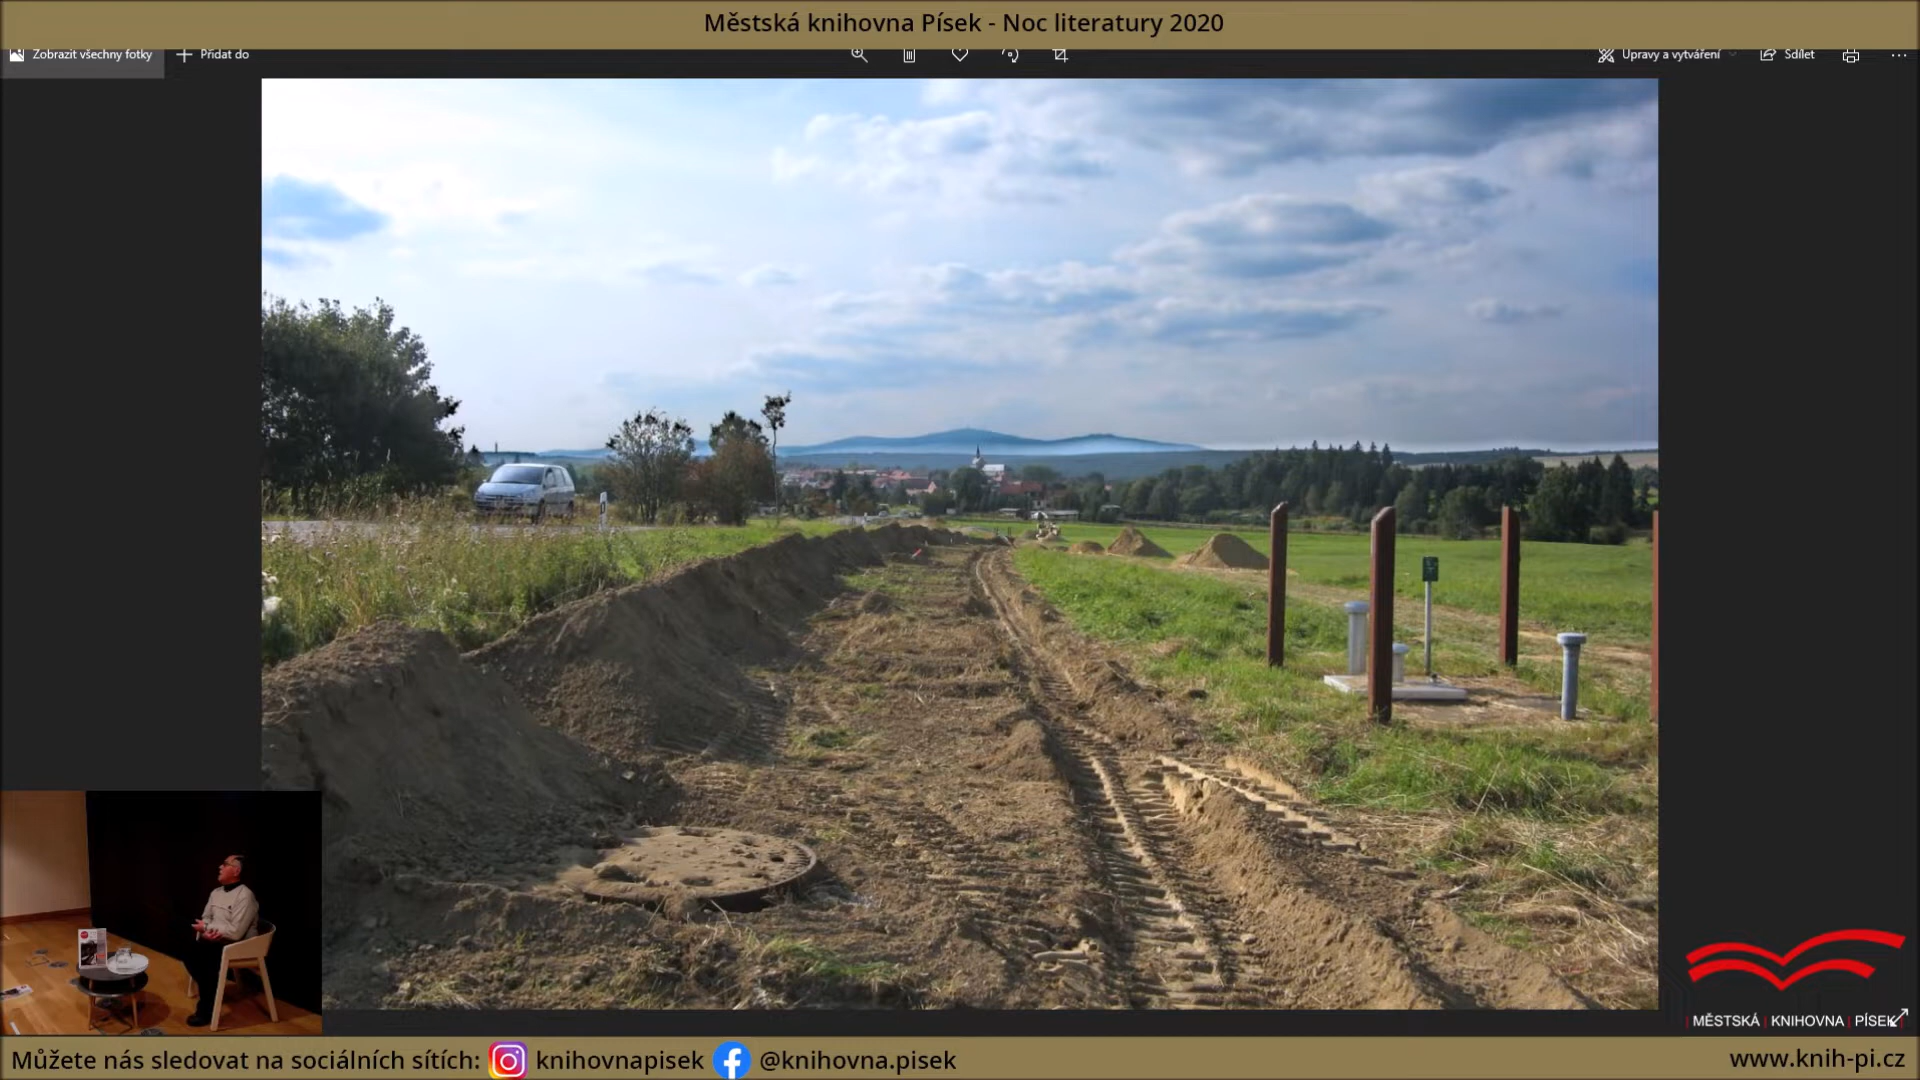 Městská knihovna Písek - Noc literatury 2020
Zobrazit všechny fotky
Přidat do
Úpravy a vytváření
Sdílet
MĚSTSKÁ | KNIHOVNA | PÍSEK
Můžete nás sledovat na sociálních sítích: knihovnapisek @knihovna.pisek
www.knih-pi.cz